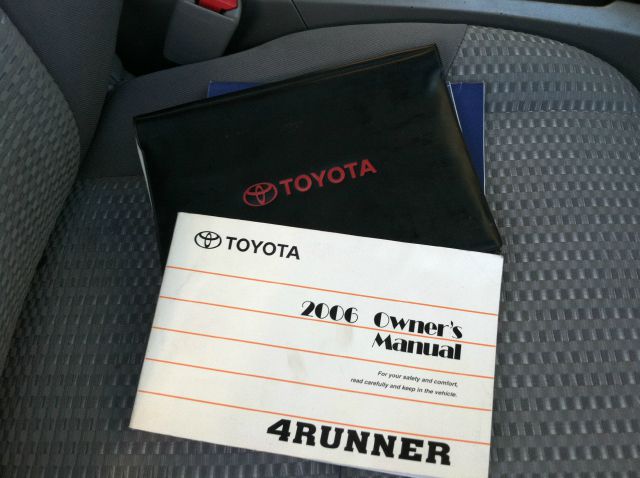 TOYOTA
TOYOTA
2006 Owner's
Manual
For your safety and comfort,
read carefully and keep in the vehicle.
4RUNNER